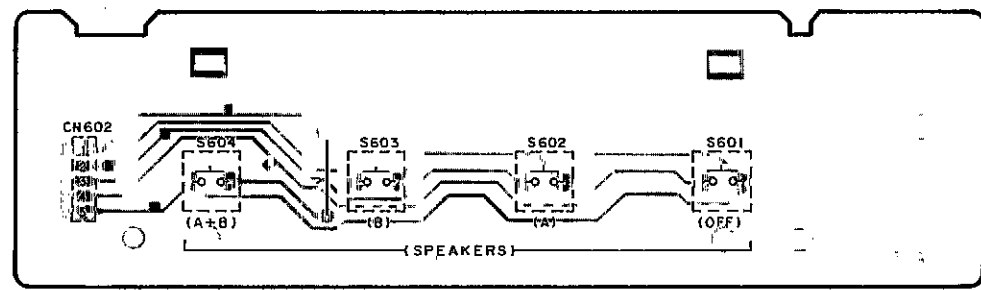 CN602
S604
S603
S602
S601
(A+B)
(B)
(A)
(OFF)
(SPEAKERS)